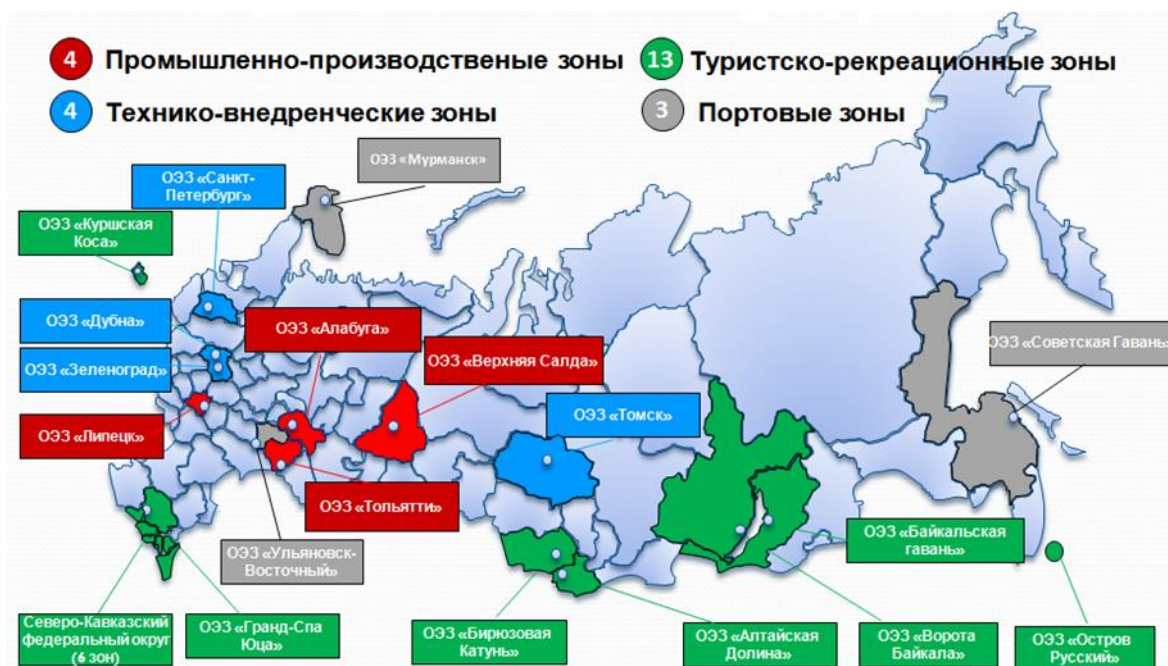 4 Промышленно-производственые зоны
13 Туристско-рекреационные зоны
4 Технико-внедренческие зоны
3 Портовые зоны
ОЭЗ «Мурманск»
ОЭЗ «Санкт-
Петербург»
ОЭЗ «Куршская
Коса»
ОЭЗ «Дубна»
ОЭЗ «Алабуга»
ОЭЗ «Советская Гавань»
ОЭЗ «Верхняя Салда»
ОЭЗ «Зеленоград»
ОЭЗ «Томск»
ОЭЗ «Липецк»
ОЭЗ «Тольятти»
ОЭЗ «Байкальская
гавань»
ОЭЗ «Ульяновск-
Восточный»
Северо-Кавказский
федеральный округ
(6 зон)
ОЭЗ «Гранд-Спа
Юца»
ОЭЗ «Бирюзовая
Катунь»
ОЭЗ «Алтайская
Долина»
ОЭЗ «Ворота
Байкала»
ОЭЗ «Остров
Русский»